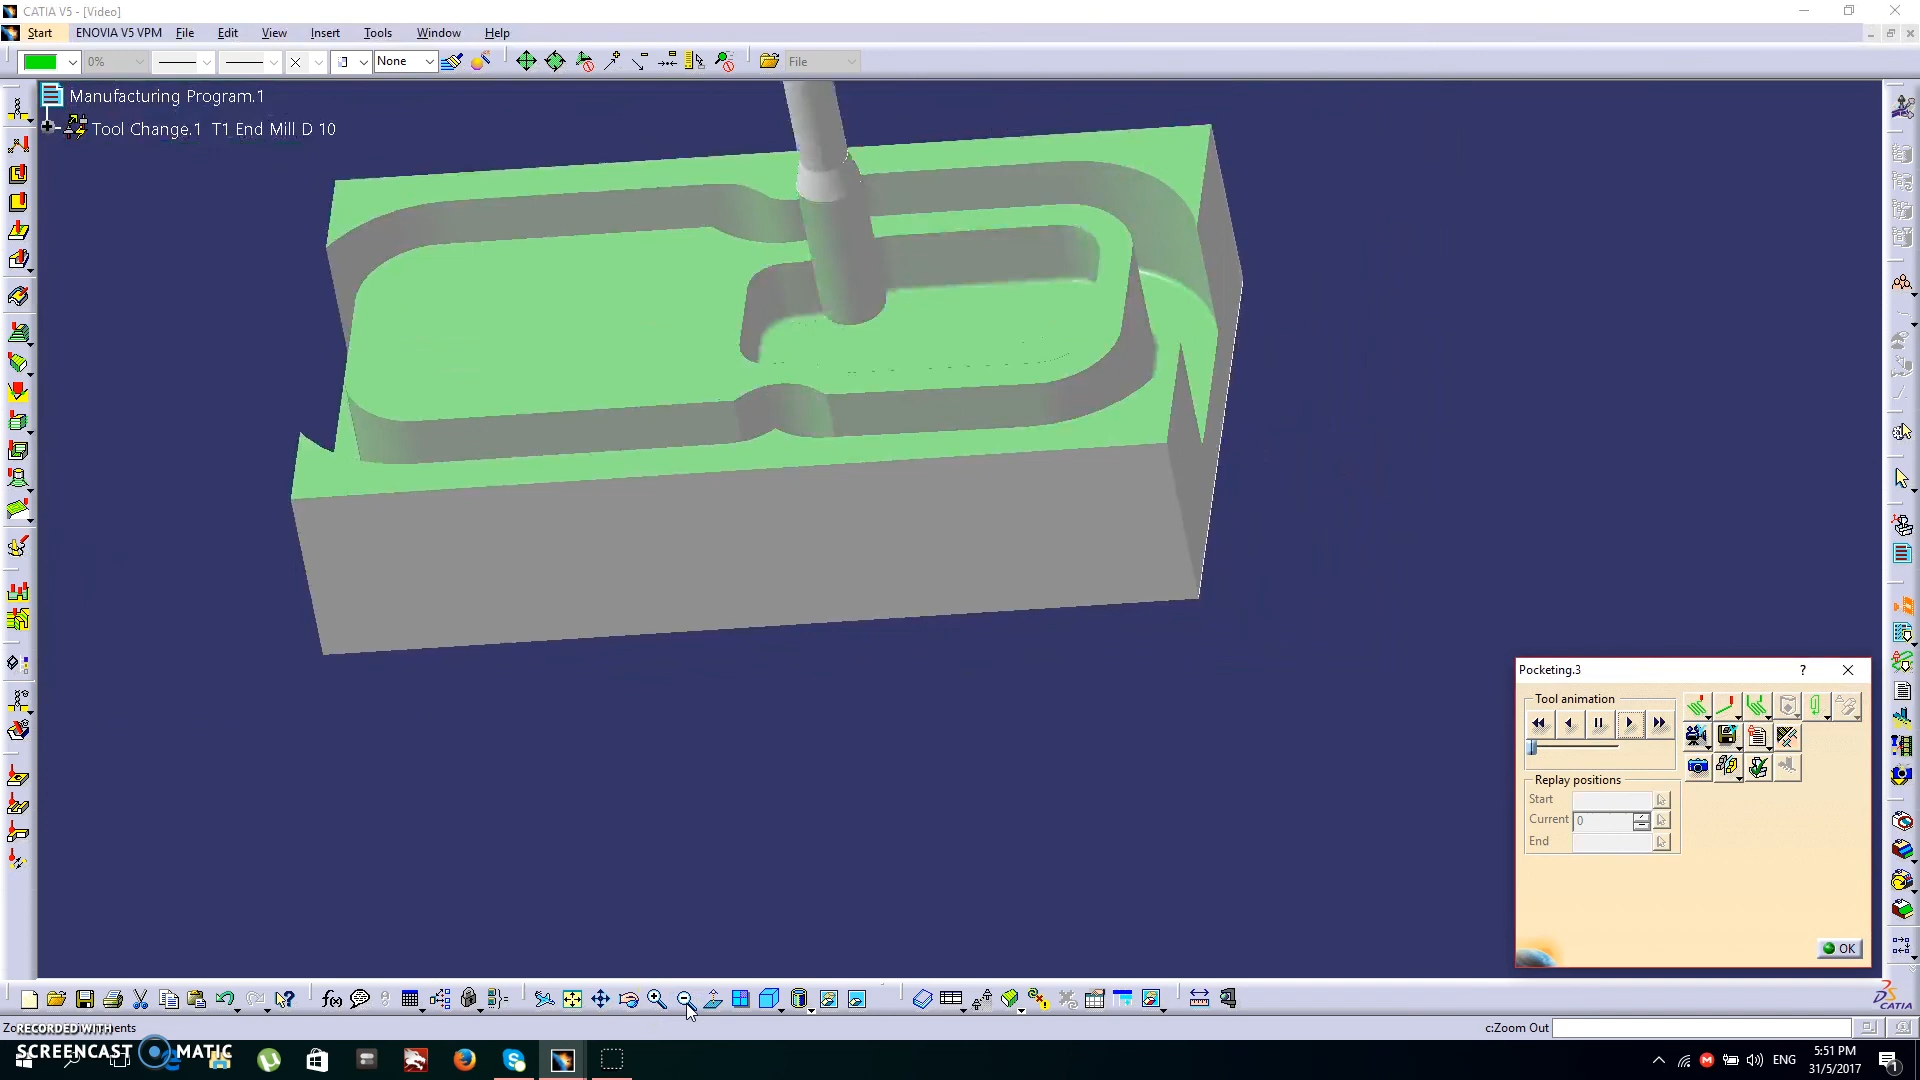 CATIA V5 - [Video]
Start ENOVIA V5 VPM File Edit View Insert Tools Window Help
0% None File
Manufacturing Program.1
Tool Change.1 T1 End Mill D 10
Pocketing.3 ?
Tool animation
Replay positions
Start
Current 0
End
OK
f(x)
CATIA
c:Zoom Out
RECORDED WITH
SCREENCAST MATIC
ENG
5:51 PM
31/5/2017
1